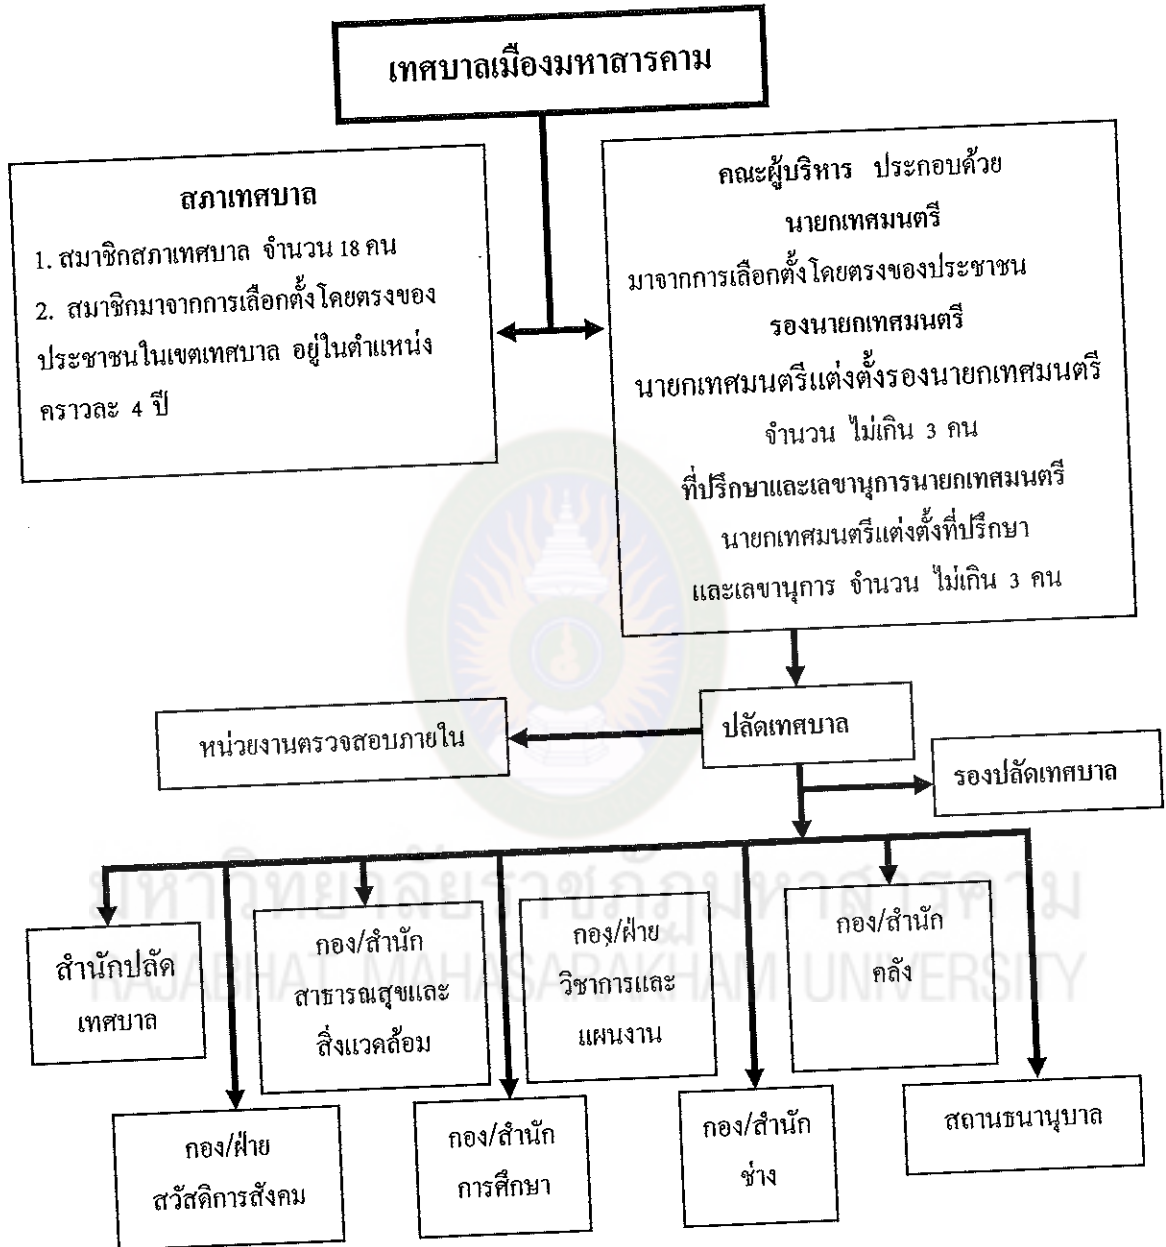 เทศบาลเมืองมหาสารคาม
สภาเทศบาล
1. สมาชิกสภาเทศบาล จำนวน 18 คน
2. สมาชิกมาจากการเลือกตั้งโดยตรงของ
ประชาชนในเขตเทศบาล อยู่ในตำแหน่ง
คราวละ 4 ปี
คณะผู้บริหาร ประกอบด้วย
นายกเทศมนตรี
มาจากการเลือกตั้งโดยตรงของประชาชน
รองนายกเทศมนตรี
นายกเทศมนตรีแต่งตั้งรองนายกเทศมนตรี
จำนวน ไม่เกิน 3 คน
ที่ปรึกษาและเลขานุการนายกเทศมนตรี
นายกเทศมนตรีแต่งตั้งที่ปรึกษา
และเลขานุการ จำนวน ไม่เกิน 3 คน
หน่วยงานตรวจสอบภายใน
ปลัดเทศบาล
รองปลัดเทศบาล
มหาวิทยาลัยราชภัฏมหาสารคาม
RAJABHAT MAHASARAKHAM UNIVERSITY
สำนักปลัด
เทศบาล
กอง/สำนัก
สาธารณสุขและ
สิ่งแวดล้อม
กอง/ฝ่าย
วิชาการและ
แผนงาน
กอง/สำนัก
คลัง
กอง/ฝ่าย
สวัสดิการสังคม
กอง/สำนัก
การศึกษา
กอง/สำนัก
ช่าง
สถานธนานุบาล